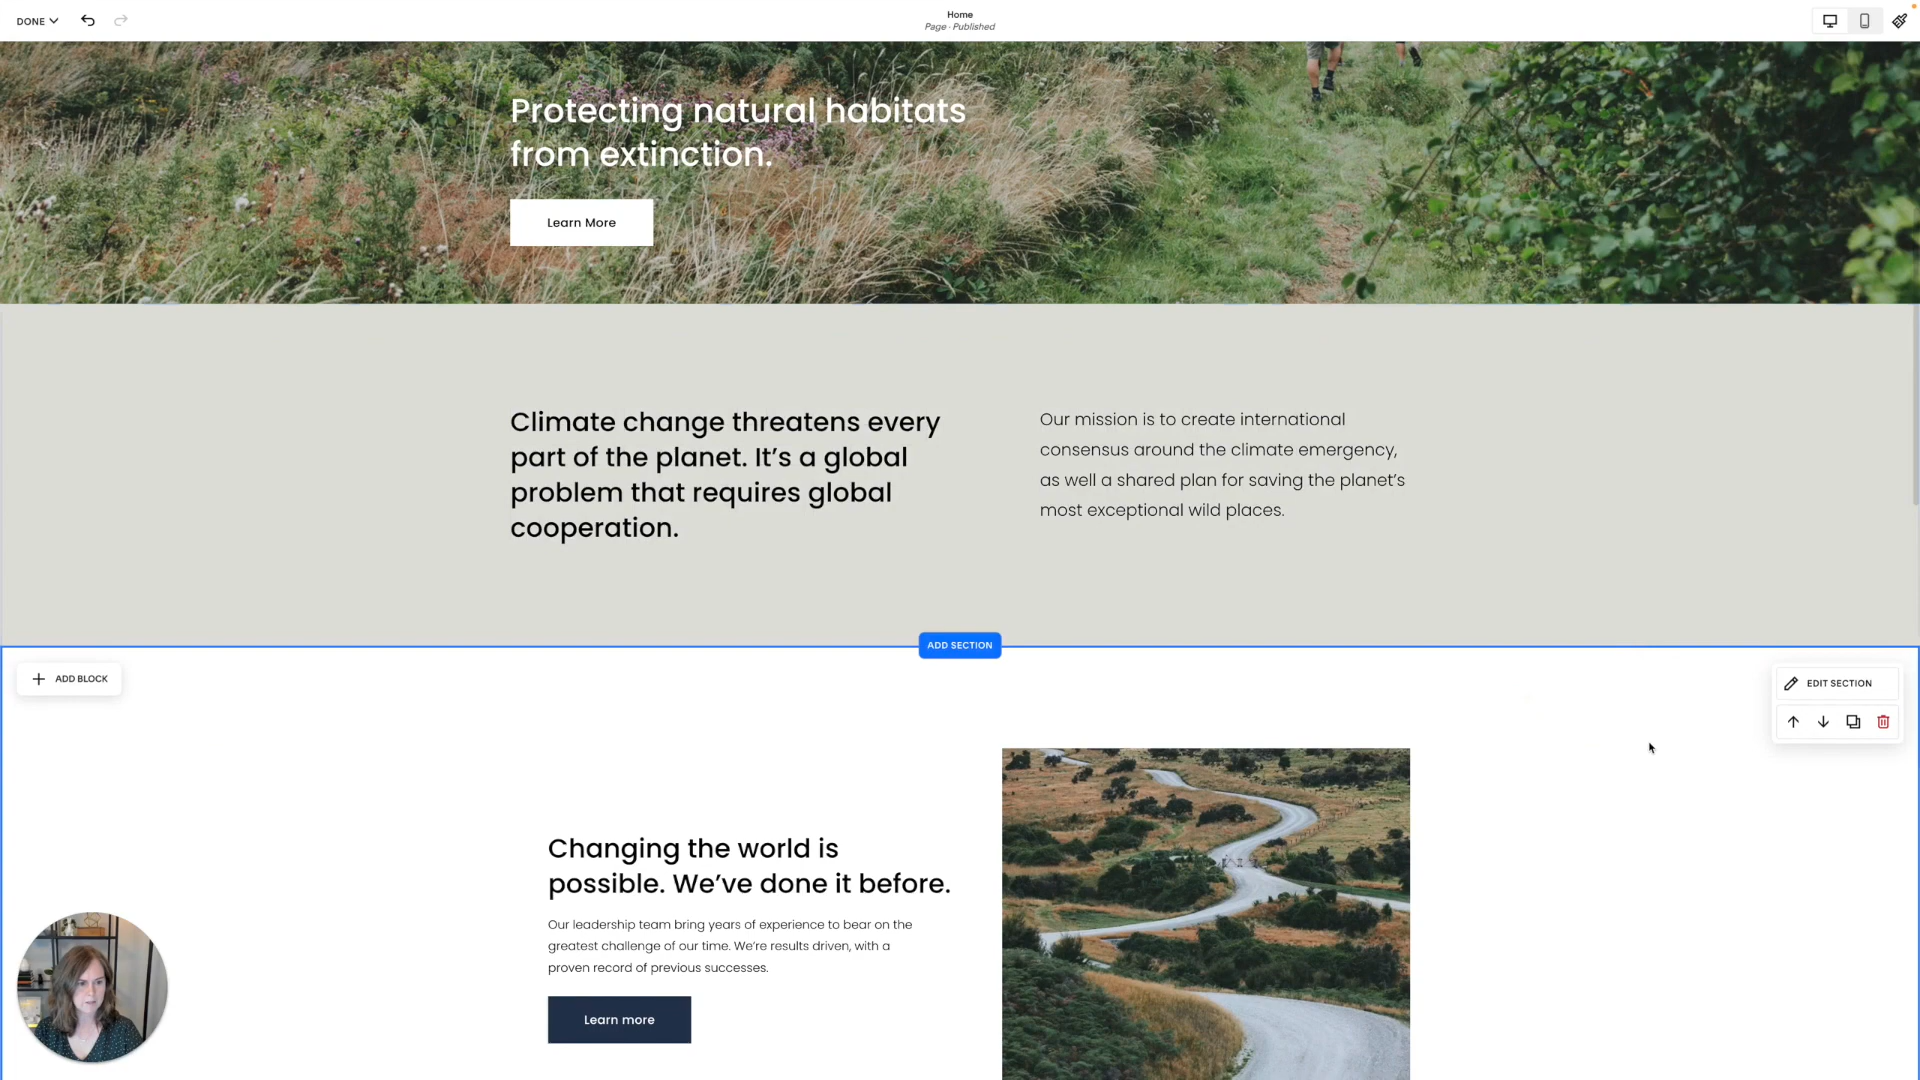 DONE
Home
Page · Published
Protecting natural habitats
from extinction.
Learn More
Climate change threatens every
part of the planet. It’s a global
problem that requires global
cooperation.
Our mission is to create international
consensus around the climate emergency,
as well a shared plan for saving the planet’s
most exceptional wild places.
ADD SECTION
ADD BLOCK
EDIT SECTION
Changing the world is
possible. We’ve done it before.
Our leadership team bring years of experience to bear on the
greatest challenge of our time. We’re results driven, with a
proven record of previous successes.
Learn more